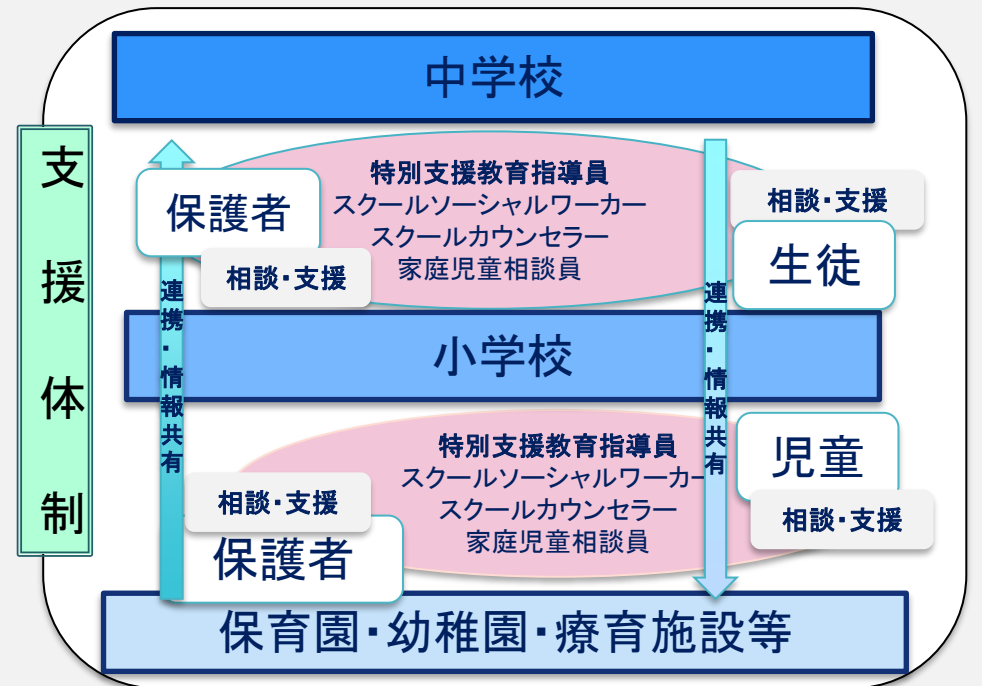 中学校
支援体制
特別支援教育指導員
スクールソーシャルワーカー
スクールカウンセラー
家庭児童相談員
保護者
相談・支援
相談・支援
生徒
連携・情報共有
連携・情報共有
小学校
特別支援教育指導員
スクールソーシャルワーカー
スクールカウンセラー
家庭児童相談員
児童
相談・支援
相談・支援
保護者
保育園・幼稚園・療育施設等